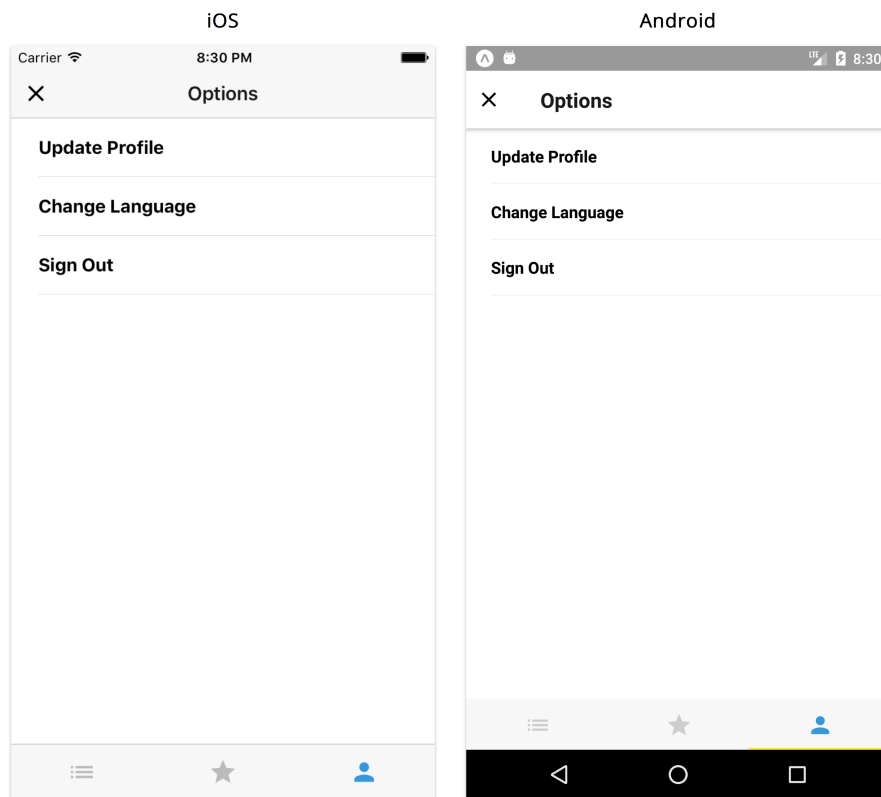 iOS
Carrier 8:30 PM
Options
Update Profile
Change Language
Sign Out
Android
LTE 8:30
Options
Update Profile
Change Language
Sign Out